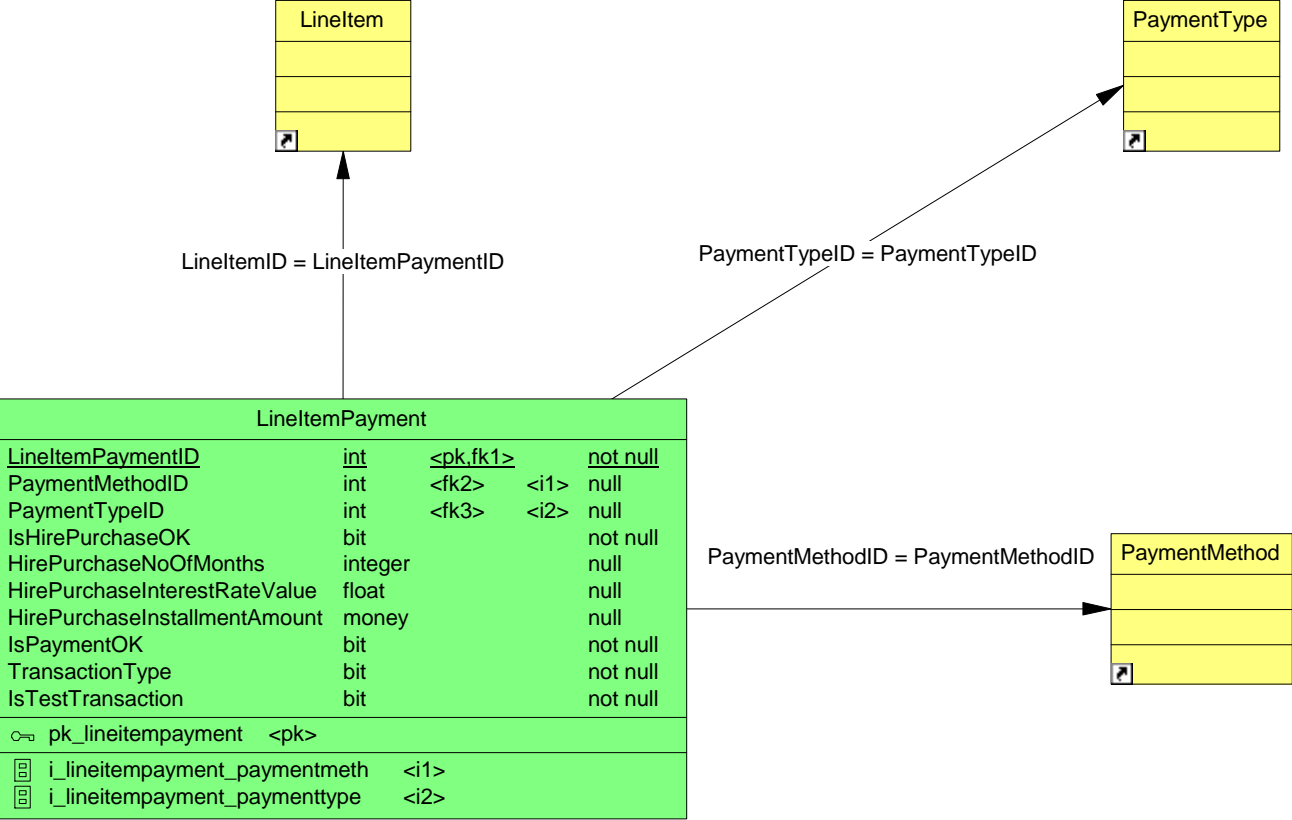 LineItem
PaymentType
LineItemID = LineItemPaymentID
PaymentTypeID = PaymentTypeID
LineItemPayment
LineItemPaymentID int <pk,fk1> not null
PaymentMethodID int <fk2> <i1> null
PaymentTypeID int <fk3> <i2> null
IsHirePurchaseOK bit not null
HirePurchaseNoOfMonths integer null
HirePurchaseInterestRateValue float null
HirePurchaseInstallmentAmount money null
IsPaymentOK bit not null
TransactionType bit not null
IsTestTransaction bit not null
pk_lineitempayment <pk>
i_lineitempayment_paymentmeth <i1>
i_lineitempayment_paymenttype <i2>
PaymentMethodID = PaymentMethodID
PaymentMethod